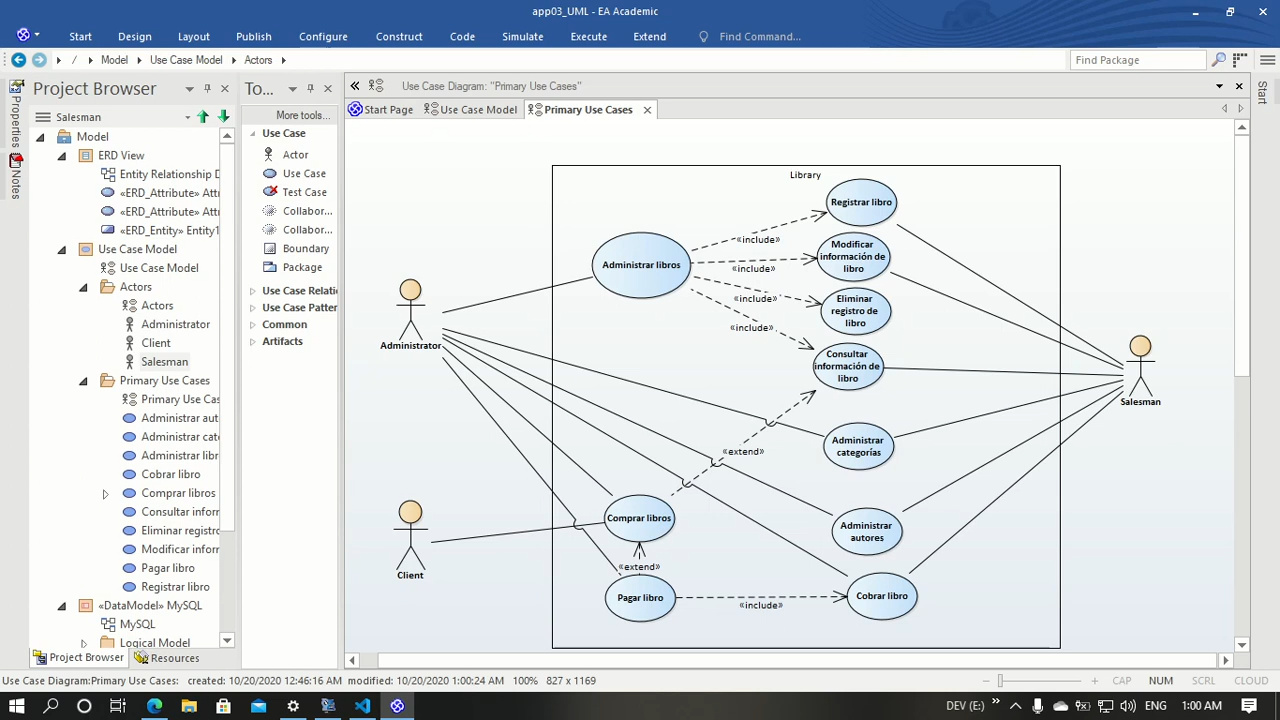 app03_UML - EA Academic
Start Design Layout Publish Configure Construct Code Simulate Execute Extend Find Command...
/ Model Use Case Model Actors Find Package
Project Browser
Salesman
Model
ERD View
Entity Relationship D
«ERD_Attribute» Attr
«ERD_Attribute» Attr
«ERD_Entity» Entity1
Use Case Model
Use Case Model
Actors
Actors
Administrator
Client
Salesman
Primary Use Cases
Primary Use Cas
Administrar aut
Administrar cate
Administrar libr
Cobrar libro
Comprar libros
Consultar inforn
Eliminar registro
Modificar inforn
Pagar libro
Registrar libro
«DataModel» MySQL
MySQL
Logical Model
Project Browser Resources
Properties
Notes
To...
More tools...
Use Case
Actor
Use Case
Test Case
Collabor...
Collabor...
Boundary
Package
Use Case Relatio
Use Case Pattern
Common
Artifacts
Use Case Diagram: "Primary Use Cases"
Start Page Use Case Model Primary Use Cases
Start
Library
Registrar libro
«include»
Modificar
información de
libro
Administrar libros
«include»
«include»
Eliminar
registro de
libro
«include»
Consultar
información de
libro
Administrator
Salesman
Administrar
categorías
«extend»
Comprar libros
Administrar
autores
Client
«extend»
Pagar libro
«include»
Cobrar libro
Use Case Diagram:Primary Use Cases: created: 10/20/2020 12:46:16 AM modified: 10/20/2020 1:00:24 AM 100% 827 x 1169 CAP NUM SCRL CLOUD
DEV (E:) ENG 1:00 AM